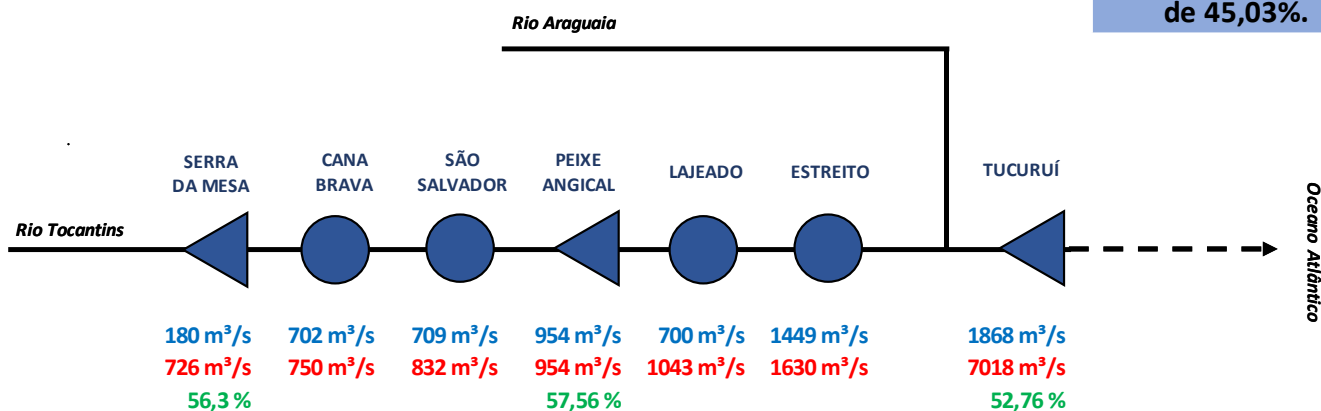 de 45,03%.
Rio Araguaia
SERRA
DA MESA
CANA
BRAVA
SÃO
SALVADOR
PEIXE
ANGICAL
LAJEADO
ESTREITO
TUCURUÍ
Rio Tocantins
Oceano Atlântico
180 m³/s 702 m³/s 709 m³/s 954 m³/s 700 m³/s 1449 m³/s 1868 m³/s
726 m³/s 750 m³/s 832 m³/s 954 m³/s 1043 m³/s 1630 m³/s 7018 m³/s
56,3 % 57,56 % 52,76 %